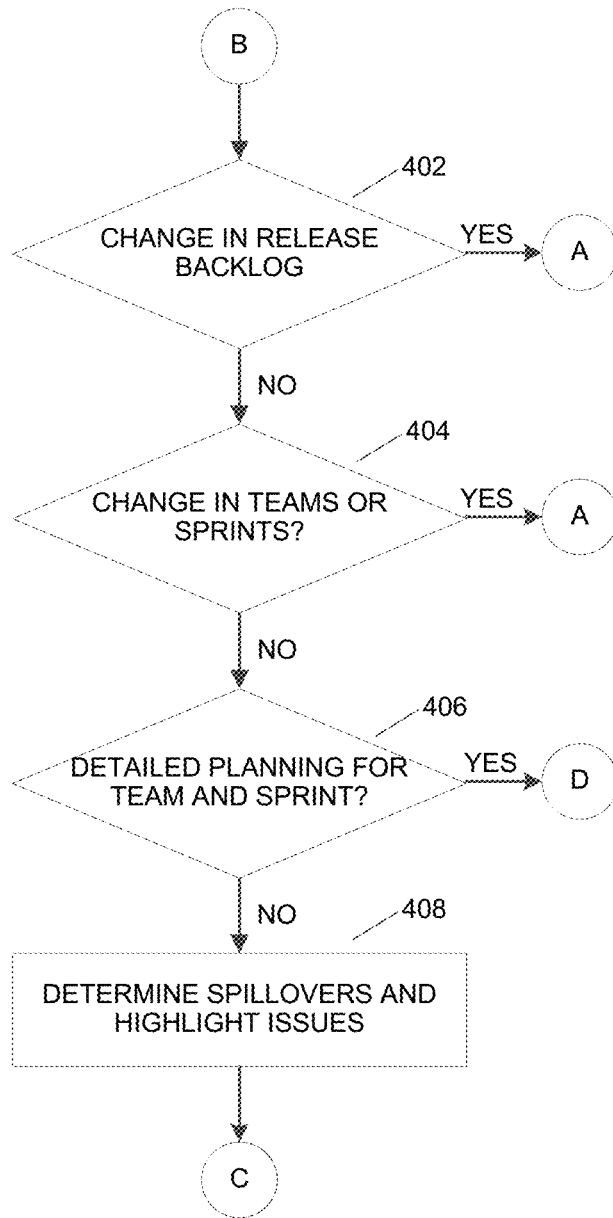 B
402
CHANGE IN RELEASE
BACKLOG
YES
A
NO
404
CHANGE IN TEAMS OR
SPRINTS?
YES
A
NO
406
DETAILED PLANNING FOR
TEAM AND SPRINT?
YES
D
NO
408
DETERMINE SPILLOVERS AND
HIGHLIGHT ISSUES
C